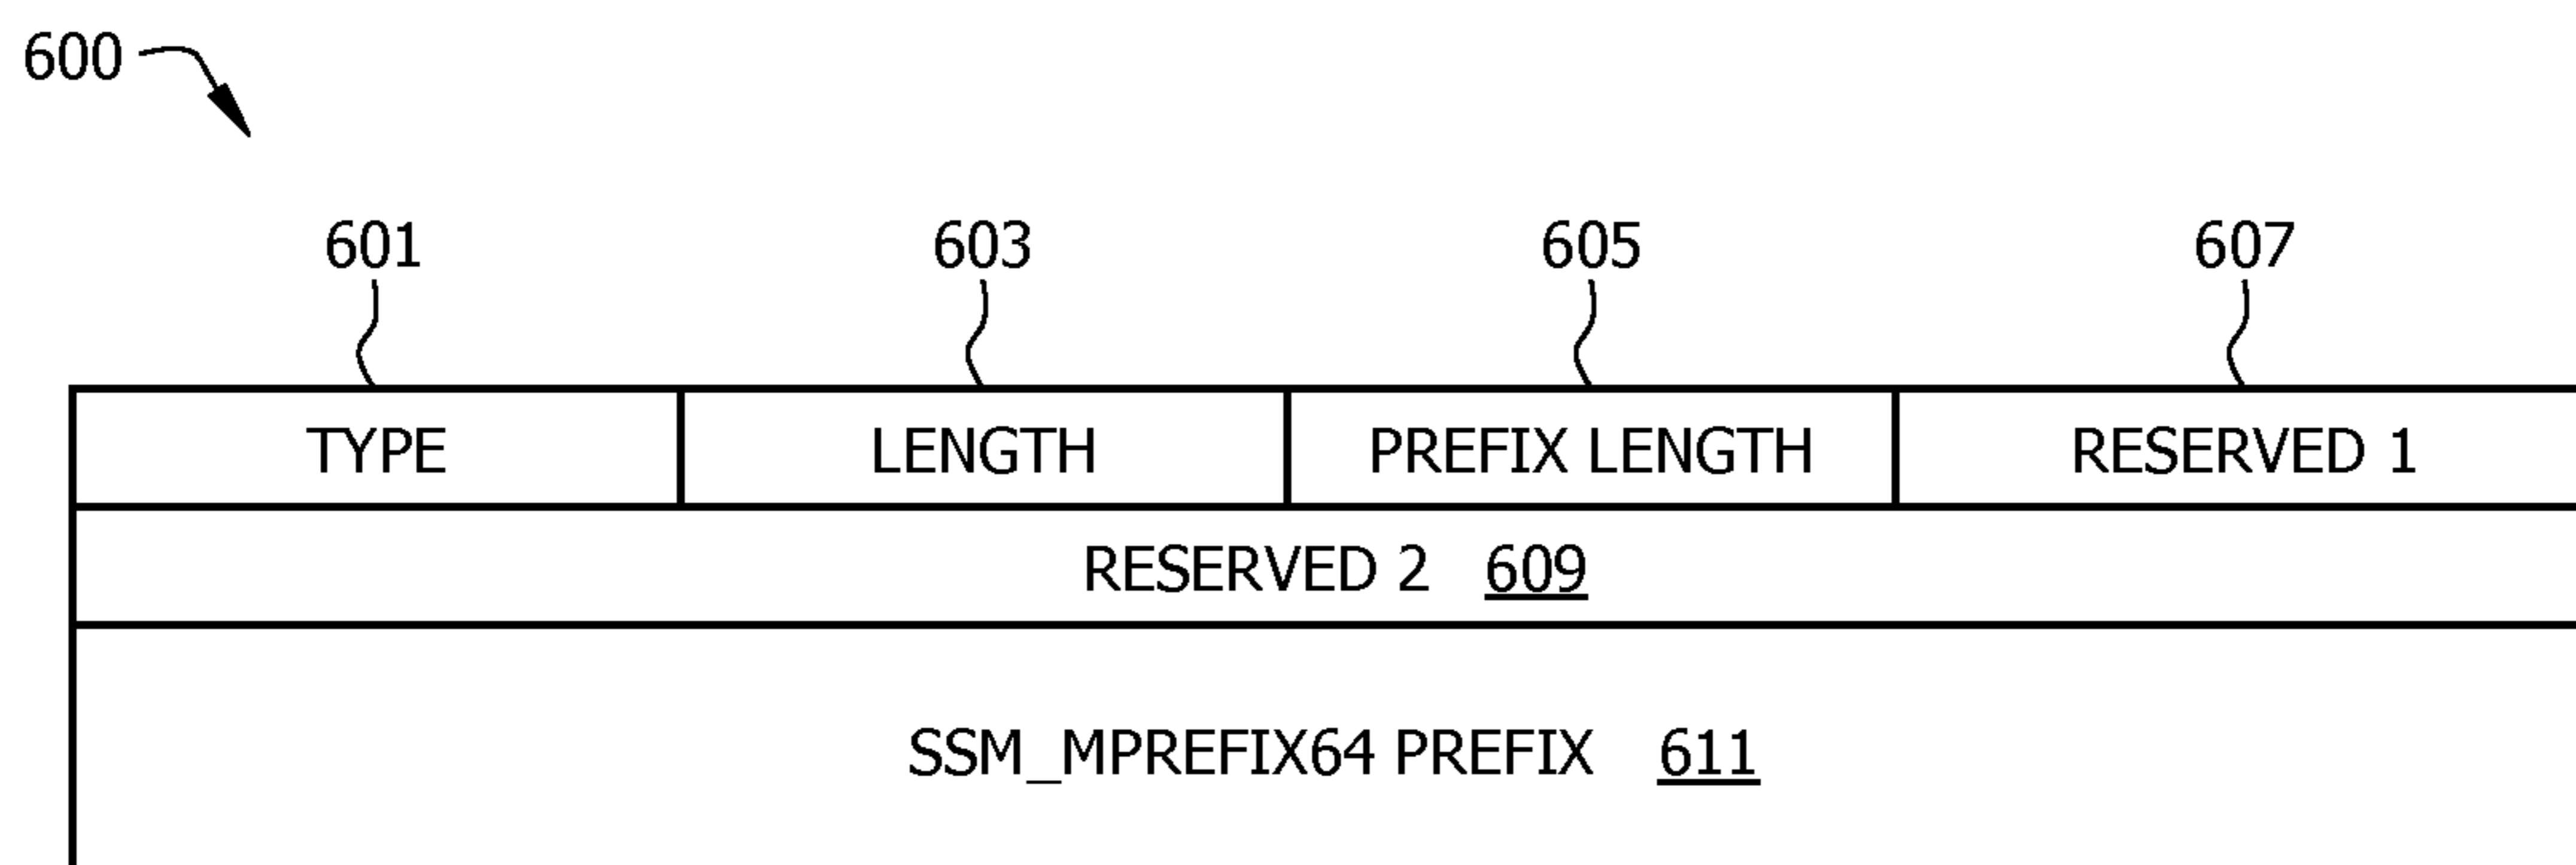 600
601 603 605 607
TYPE LENGTH PREFIX LENGTH RESERVED 1
RESERVED 2 609
SSM_MPREFIX64 PREFIX 611